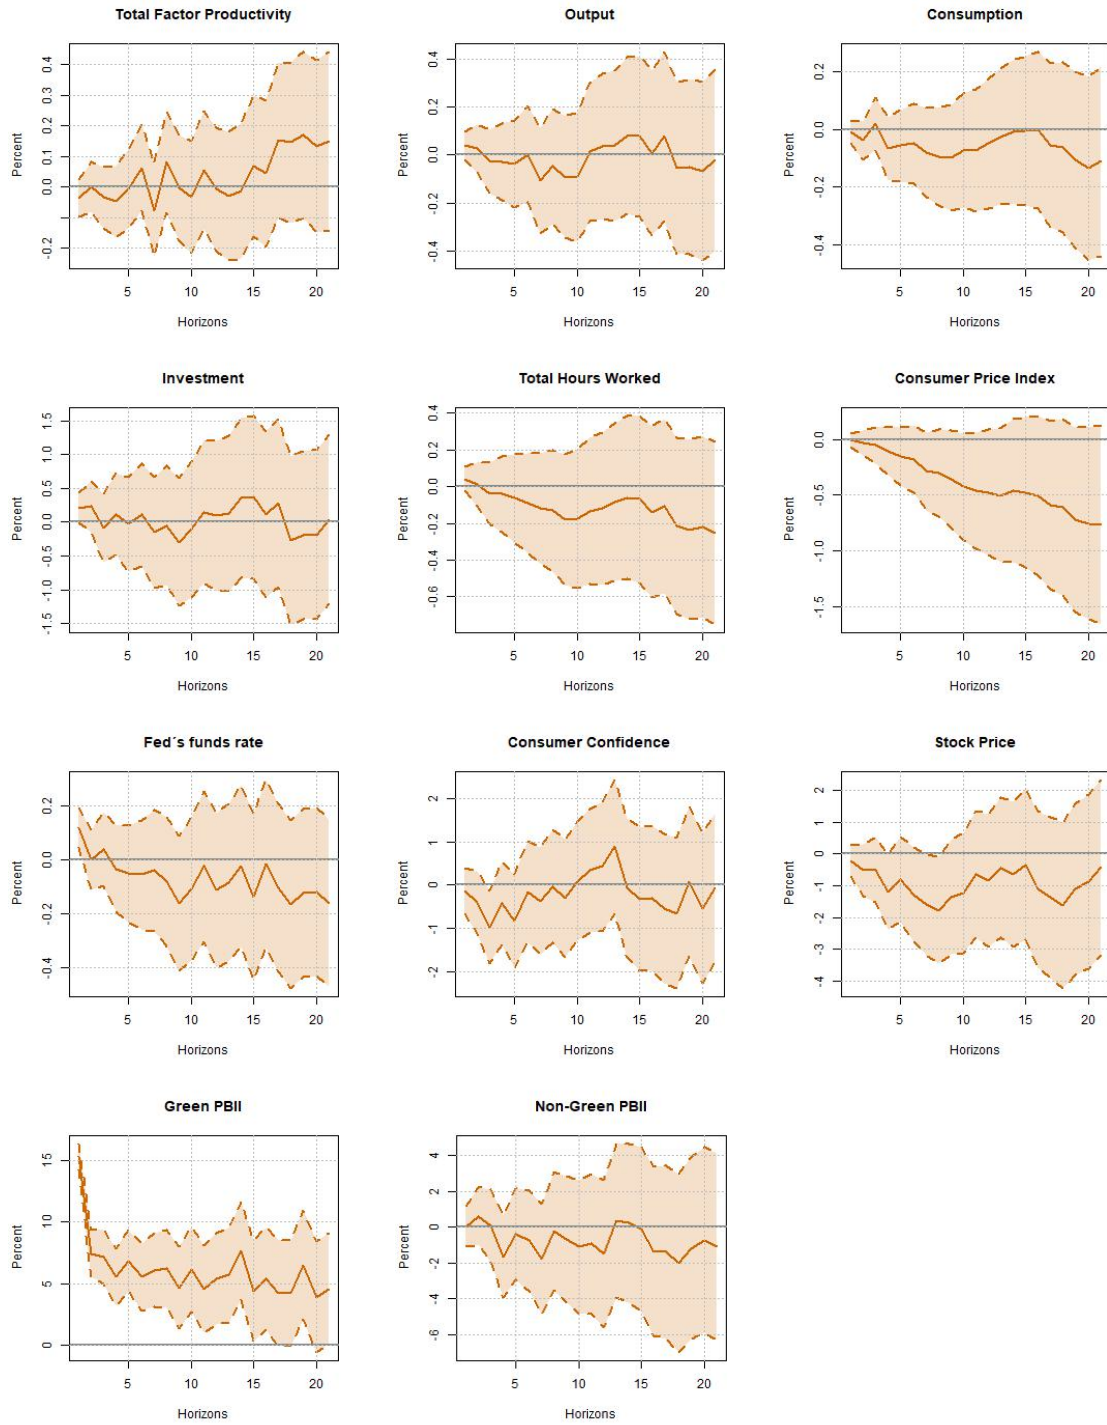 Total Factor Productivity
Percent
-0.2 0.0 0.1 0.2 0.3 0.4
5 10 15 20
Horizons
Output
Percent
-0.4 -0.2 0.0 0.2 0.4
5 10 15 20
Horizons
Consumption
Percent
-0.4 -0.2 0.0 0.2
5 10 15 20
Horizons
Investment
Percent
-1.5 -1.0 -0.5 0.0 0.5 1.0 1.5
5 10 15 20
Horizons
Total Hours Worked
Percent
-0.6 -0.4 -0.2 0.0 0.2 0.4
5 10 15 20
Horizons
Consumer Price Index
Percent
-1.5 -1.0 -0.5 0.0
5 10 15 20
Horizons
Fed´s funds rate
Percent
-0.4 -0.2 0.0 0.2
5 10 15 20
Horizons
Consumer Confidence
Percent
-2 -1 0 1 2
5 10 15 20
Horizons
Stock Price
Percent
-4 -3 -2 -1 0 1 2
5 10 15 20
Horizons
Green PBII
Percent
0 5 10 15
5 10 15 20
Horizons
Non-Green PBII
Percent
-6 -4 -2 0 2 4
5 10 15 20
Horizons